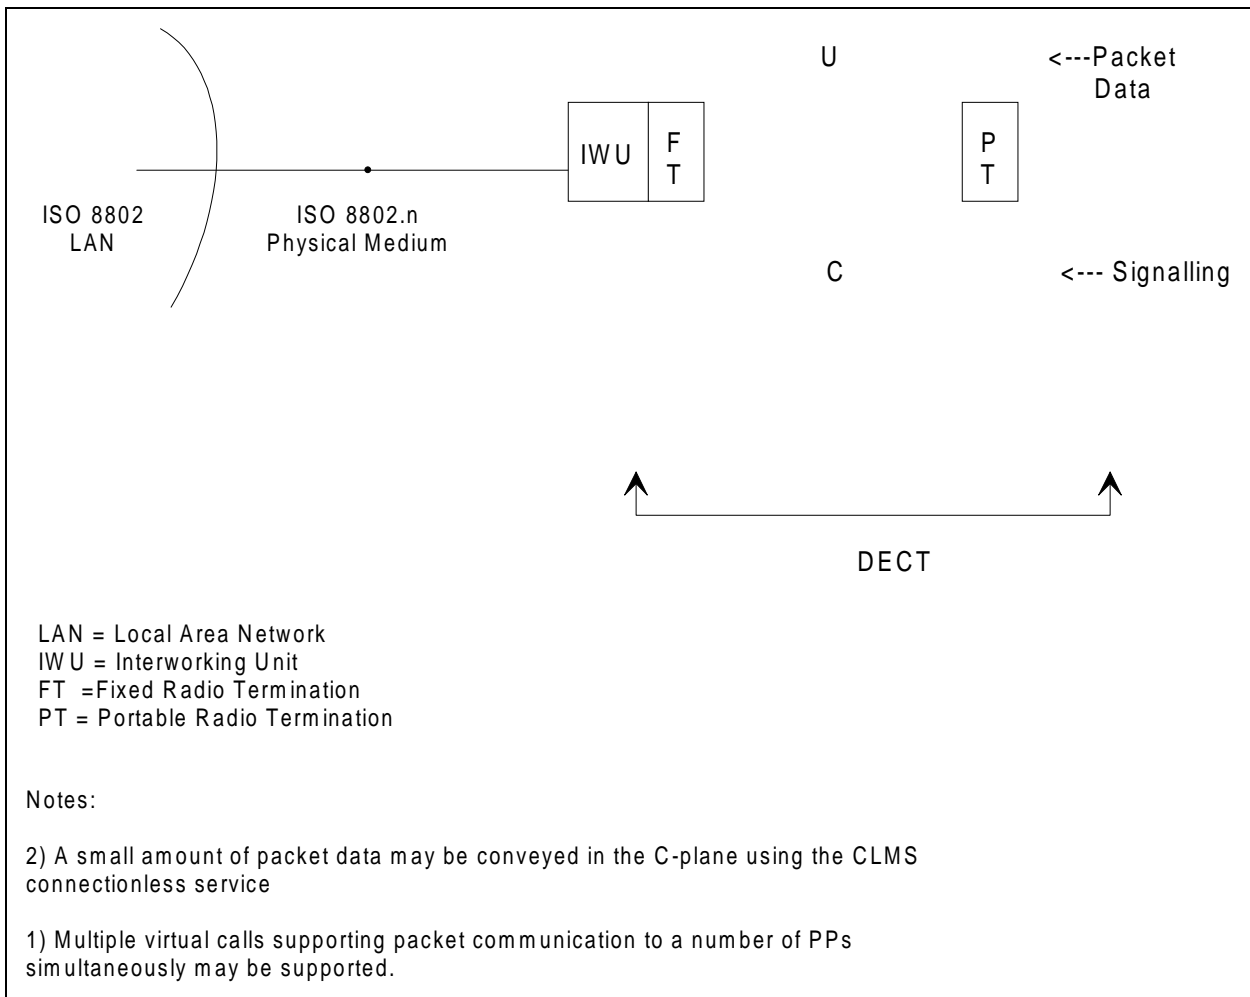 U
<---Packet
Data
IWU
F
T
P
T
ISO 8802
LAN
ISO 8802.n
Physical Medium
C
<--- Signalling
DECT
LAN = Local Area Network
IWU = Interworking Unit
FT =Fixed Radio Termination
PT = Portable Radio Termination
Notes:
2) A small amount of packet data may be conveyed in the C-plane using the CLMS
connectionless service
1) Multiple virtual calls supporting packet communication to a number of PPs
simultaneously may be supported.